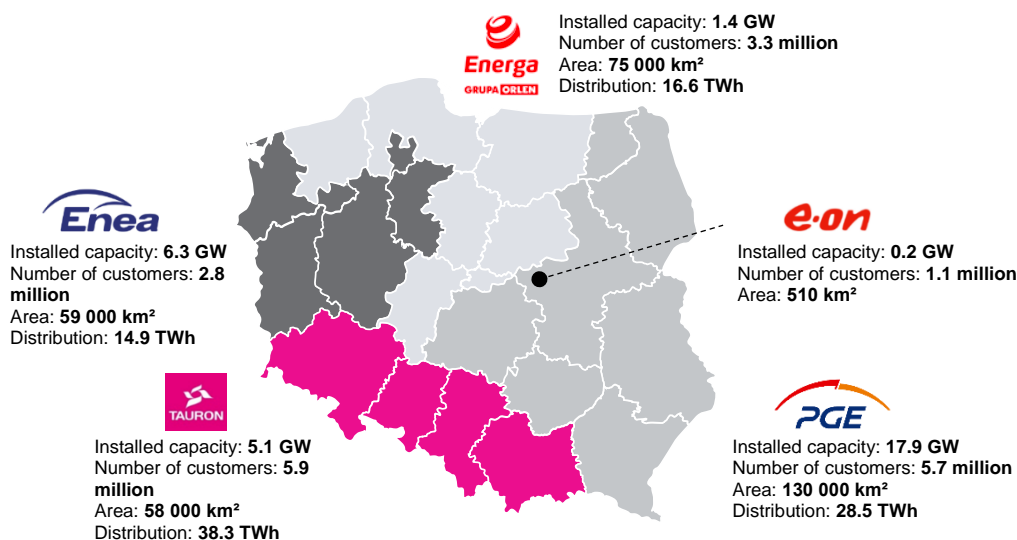 Energa
GRUPA ORLEN
Installed capacity: 1.4 GW
Number of customers: 3.3 million
Area: 75 000 km²
Distribution: 16.6 TWh
Enea
Installed capacity: 6.3 GW
Number of customers: 2.8
million
Area: 59 000 km²
Distribution: 14.9 TWh
e·on
Installed capacity: 0.2 GW
Number of customers: 1.1 million
Area: 510 km²
TAURON
Installed capacity: 5.1 GW
Number of customers: 5.9
million
Area: 58 000 km²
Distribution: 38.3 TWh
PGE
Installed capacity: 17.9 GW
Number of customers: 5.7 million
Area: 130 000 km²
Distribution: 28.5 TWh